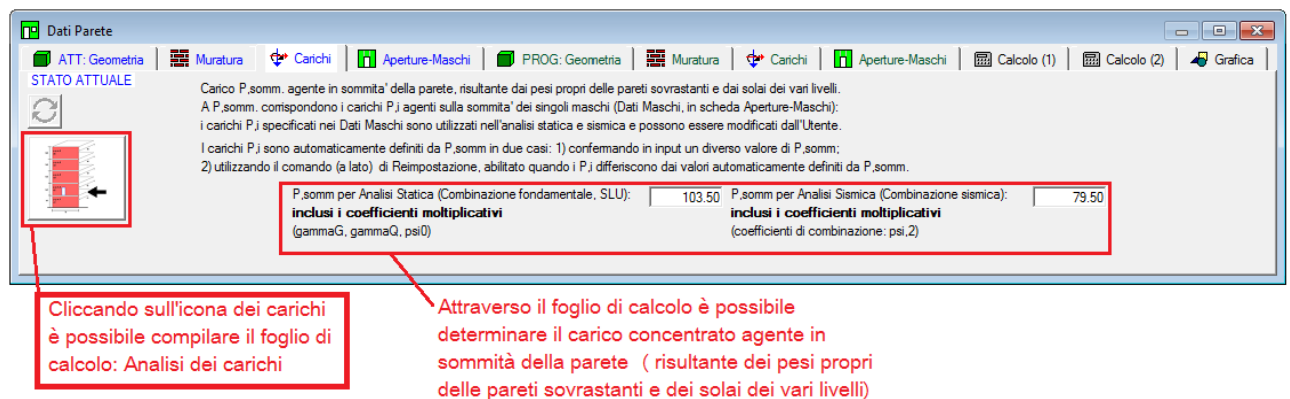 Dati Parete
ATT: Geometria Muratura Carichi Aperture-Maschi PROG: Geometria Muratura Carichi Aperture-Maschi Calcolo (1) Calcolo (2) Grafica
STATO ATTUALE
Carico P,somm. agente in sommita' della parete, risultante dai pesi propri delle pareti sovrastanti e dai solai dei vari livelli.
A P,somm. corrispondono i carichi P,i agenti sulla sommita' dei singoli maschi (Dati Maschi, in scheda Aperture-Maschi):
i carichi P,i specificati nei Dati Maschi sono utilizzati nell'analisi statica e sismica e possono essere modificati dall'Utente.
I carichi P,i sono automaticamente definiti da P,somm in due casi: 1) confermando in input un diverso valore di P,somm;
2) utilizzando il comando (a lato) di Reimpostazione, abilitato quando i P,i differiscono dai valori automaticamente definiti da P,somm.
P,somm per Analisi Statica (Combinazione fondamentale, SLU): 103.50 P,somm per Analisi Sismica (Combinazione sismica): 79.50
inclusi i coefficienti moltiplicativi inclusi i coefficienti moltiplicativi
(gammaG, gammaQ, psi0) (coefficienti di combinazione: psi,2)
Cliccando sull'icona dei carichi
è possibile compilare il foglio di
calcolo: Analisi dei carichi
Attraverso il foglio di calcolo è possibile
determinare il carico concentrato agente in
sommità della parete ( risultante dei pesi propri
delle pareti sovrastanti e dei solai dei vari livelli)